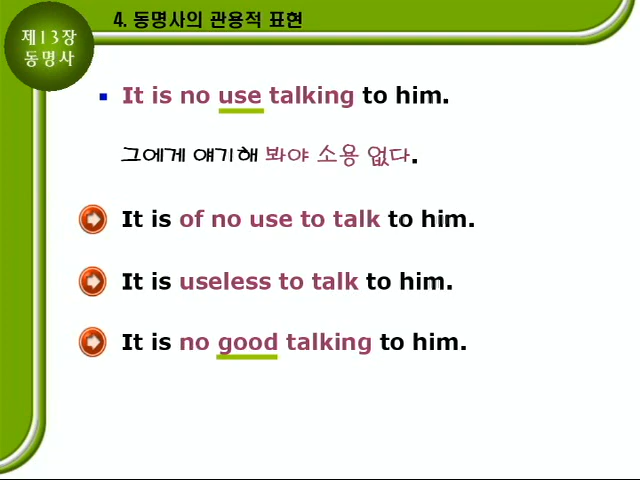 4. 동명사의 관용적 표현
제13장
동명사
It is no use talking to him.
그에게 얘기해 봐야 소용 없다.
It is of no use to talk to him.
It is useless to talk to him.
It is no good talking to him.